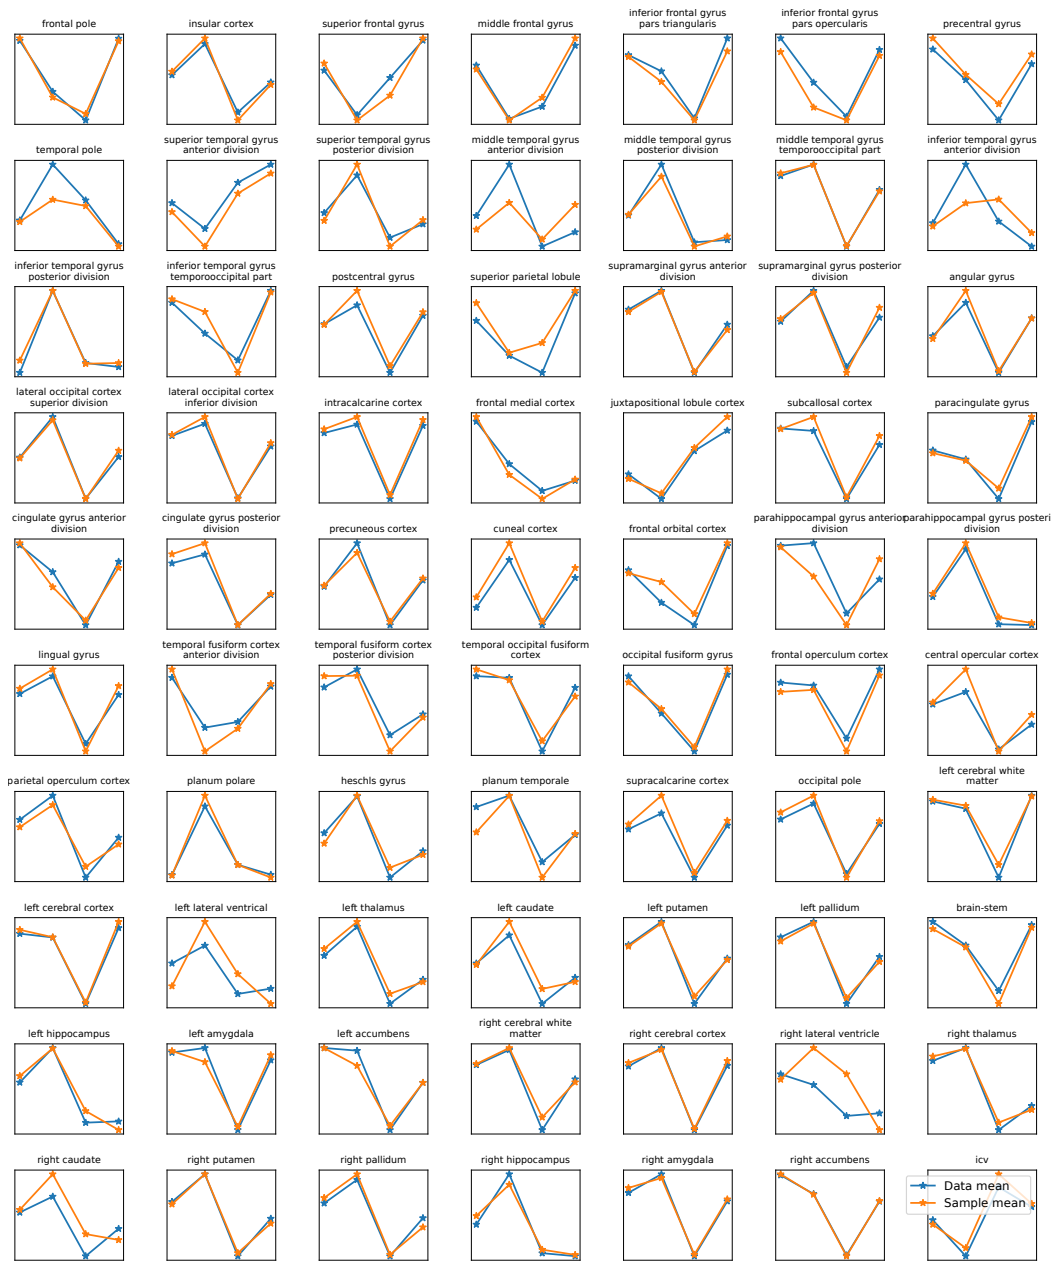 frontal pole
insular cortex
superior frontal gyrus
middle frontal gyrus
inferior frontal gyrus
pars triangularis
inferior frontal gyrus
pars opercularis
precentral gyrus
temporal pole
superior temporal gyrus
anterior division
superior temporal gyrus
posterior division
middle temporal gyrus
anterior division
middle temporal gyrus
posterior division
middle temporal gyrus
temporooccipital part
inferior temporal gyrus
anterior division
inferior temporal gyrus
posterior division
inferior temporal gyrus
temporooccipital part
postcentral gyrus
superior parietal lobule
supramarginal gyrus anterior
division
supramarginal gyrus posterior
division
angular gyrus
lateral occipital cortex
superior division
lateral occipital cortex
inferior division
intracalcarine cortex
frontal medial cortex
juxtapositional lobule cortex
subcallosal cortex
paracingulate gyrus
cingulate gyrus anterior
division
cingulate gyrus posterior
division
precuneous cortex
cuneal cortex
frontal orbital cortex
parahippocampal gyrus anterior
division
parahippocampal gyrus posteri
division
lingual gyrus
temporal fusiform cortex
anterior division
temporal fusiform cortex
posterior division
temporal occipital fusiform
cortex
occipital fusiform gyrus
frontal operculum cortex
central opercular cortex
parietal operculum cortex
planum polare
heschls gyrus
planum temporale
supracalcarine cortex
occipital pole
left cerebral white
matter
left cerebral cortex
left lateral ventrical
left thalamus
left caudate
left putamen
left pallidum
brain-stem
left hippocampus
left amygdala
left accumbens
right cerebral white
matter
right cerebral cortex
right lateral ventricle
right thalamus
right caudate
right putamen
right pallidum
right hippocampus
right amygdala
right accumbens
icv
Data mean
Sample mean